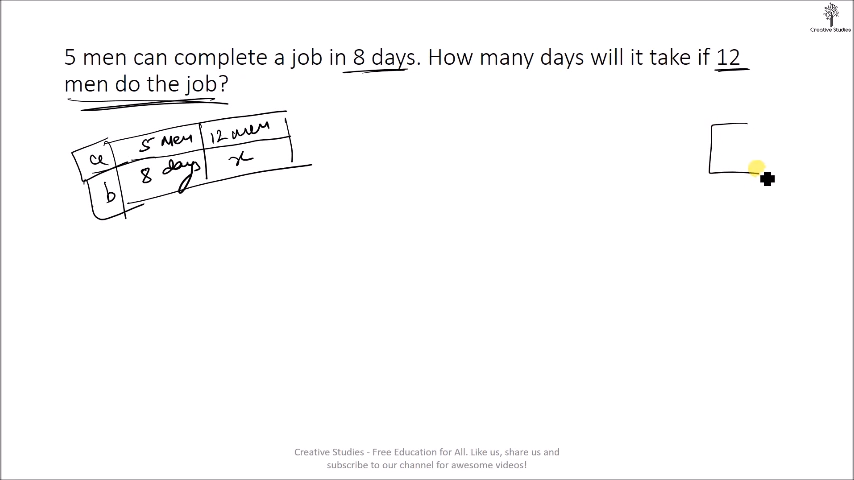 Creative Studies
5 men can complete a job in 8 days. How many days will it take if 12
men do the job?
a 5 men 12 men
b 8 days x
Creative Studies - Free Education for All. Like us, share us and
subscribe to our channel for awesome videos!